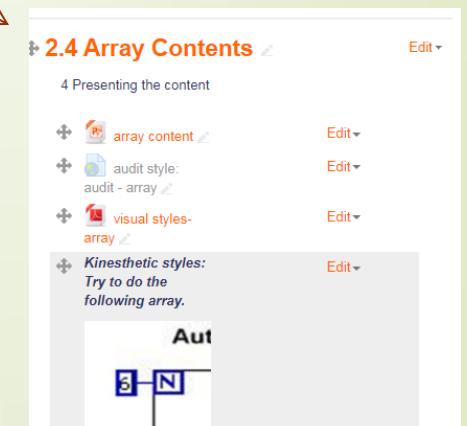 2.4 Array Contents Edit
4 Presenting the content
array content Edit
audit style: Edit
audit - array
visual styles- Edit
array
Kinesthetic styles: Edit
Try to do the
following array.
Aut
6 N